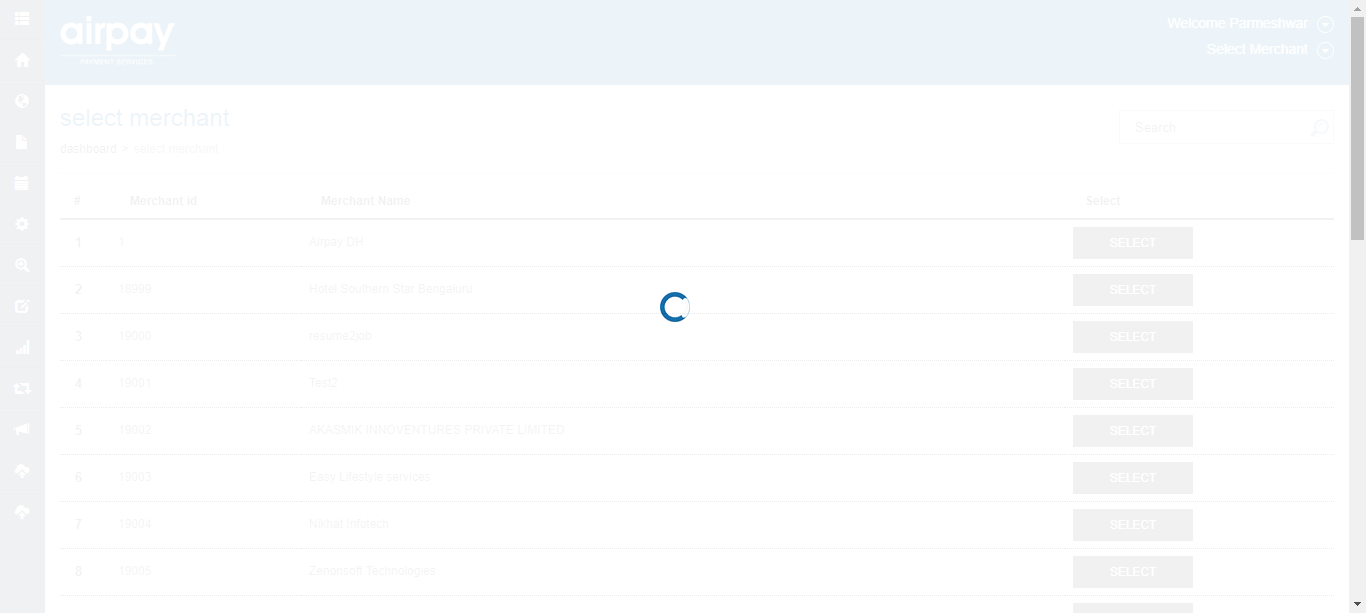 airpay
PAYMENT SERVICES
Welcome Parmeshwar
Select Merchant
select merchant
Search
dashboard > select merchant
# Merchant id Merchant Name Select
1 1 Airpay DH SELECT
2 18999 Hotel Southern Star Bengaluru SELECT
3 19000 resume2job SELECT
4 19001 Test2 SELECT
5 19002 AKASMIK INNOVENTURES PRIVATE LIMITED SELECT
6 19003 Easy Lifestyle services SELECT
7 19004 Nikhat Infotech SELECT
8 19005 Zenonsoft Technologies SELECT